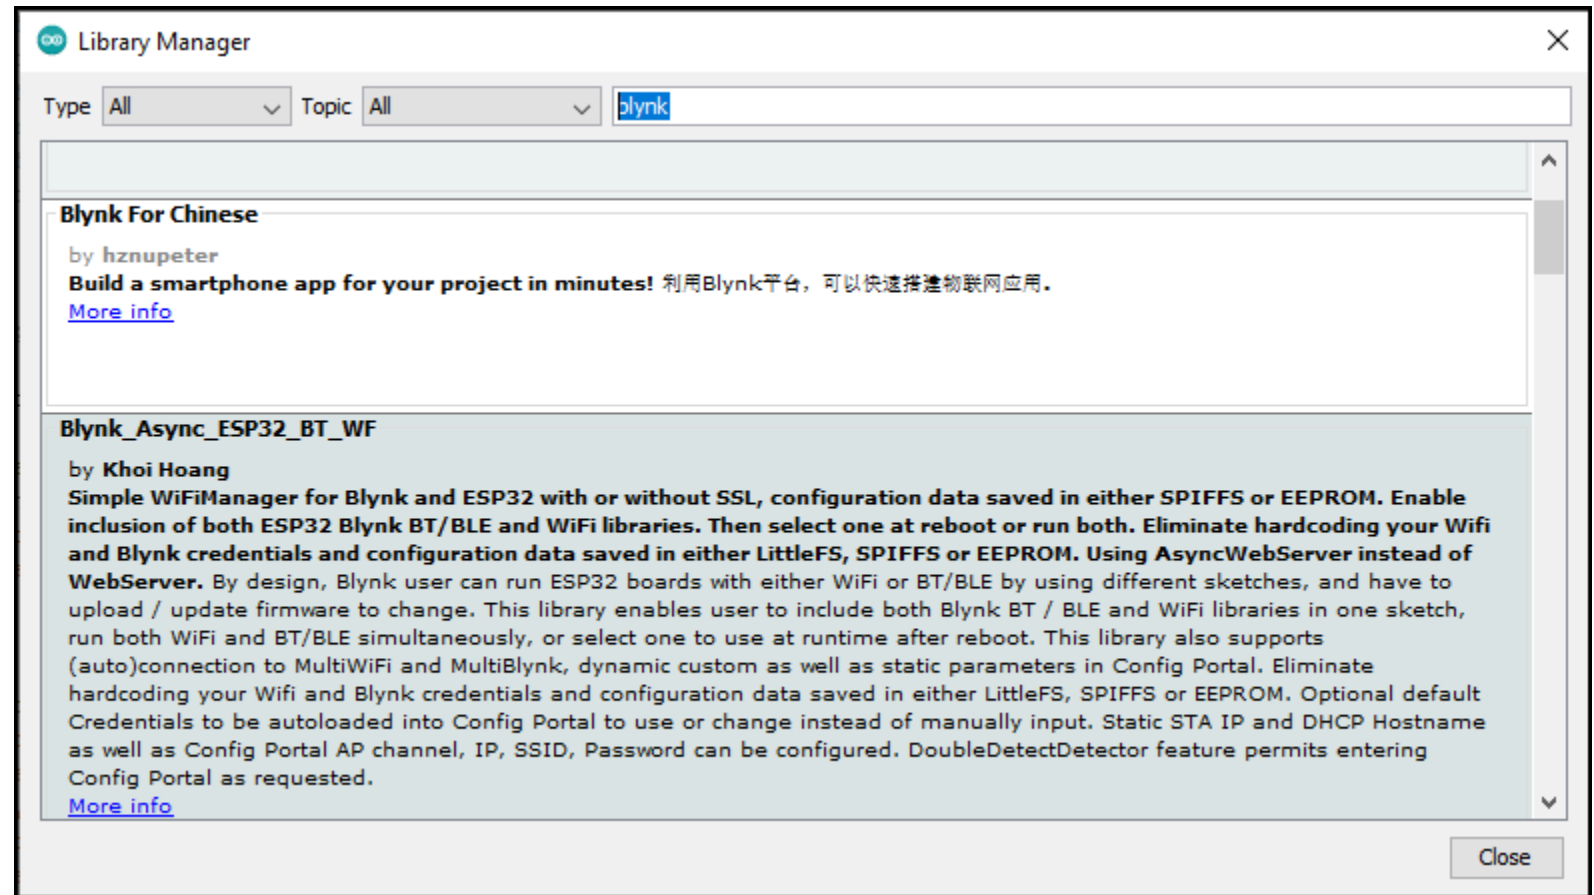 Library Manager
Type All Topic All blynk
Blynk For Chinese
by hznupeter
Build a smartphone app for your project in minutes! 利用Blynk平台，可以快速搭建物联网应用.
More info
Blynk_Async_ESP32_BT_WF
by Khoi Hoang
Simple WiFiManager for Blynk and ESP32 with or without SSL, configuration data saved in either SPIFFS or EEPROM. Enable
inclusion of both ESP32 Blynk BT/BLE and WiFi libraries. Then select one at reboot or run both. Eliminate hardcoding your Wifi
and Blynk credentials and configuration data saved in either LittleFS, SPIFFS or EEPROM. Using AsyncWebServer instead of
WebServer. By design, Blynk user can run ESP32 boards with either WiFi or BT/BLE by using different sketches, and have to
upload / update firmware to change. This library enables user to include both Blynk BT / BLE and WiFi libraries in one sketch,
run both WiFi and BT/BLE simultaneously, or select one to use at runtime after reboot. This library also supports
(auto)connection to MultiWiFi and MultiBlynk, dynamic custom as well as static parameters in Config Portal. Eliminate
hardcoding your Wifi and Blynk credentials and configuration data saved in either LittleFS, SPIFFS or EEPROM. Optional default
Credentials to be autoloaded into Config Portal to use or change instead of manually input. Static STA IP and DHCP Hostname
as well as Config Portal AP channel, IP, SSID, Password can be configured. DoubleDetectDetector feature permits entering
Config Portal as requested.
More info
Close